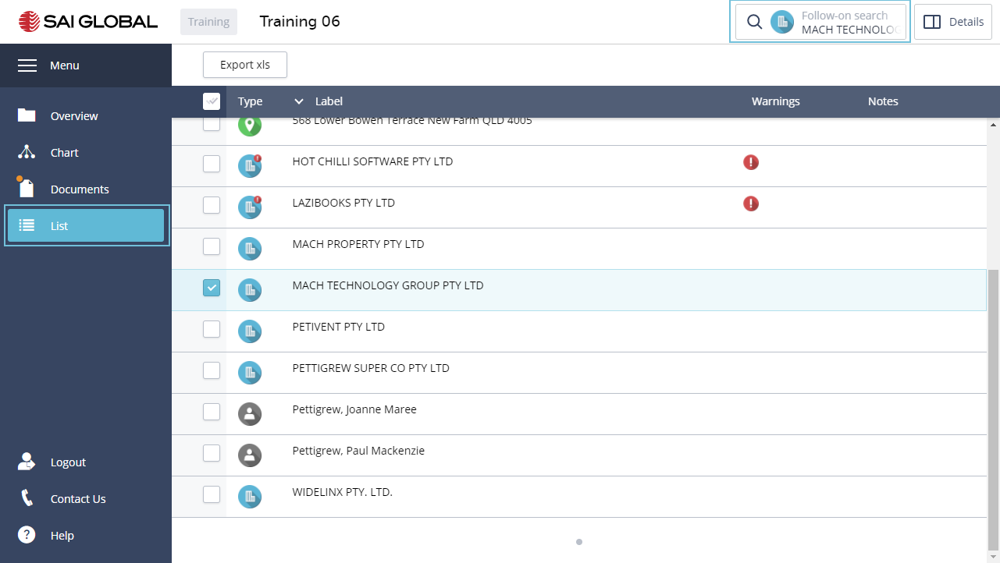 SAI GLOBAL
Training
Training 06
Follow-on search
MACH TECHNOLO
Details
Menu
Export xls
Type
Label
Warnings
Notes
Overview
Chart
Documents
List
568 Lower Bowen Terrace New Farm QLD 4005
HOT CHILLI SOFTWARE PTY LTD
LAZIBOOKS PTY LTD
MACH PROPERTY PTY LTD
MACH TECHNOLOGY GROUP PTY LTD
PETIVENT PTY LTD
PETTIGREW SUPER CO PTY LTD
Pettigrew, Joanne Maree
Pettigrew, Paul Mackenzie
WIDELINX PTY. LTD.
Logout
Contact Us
Help